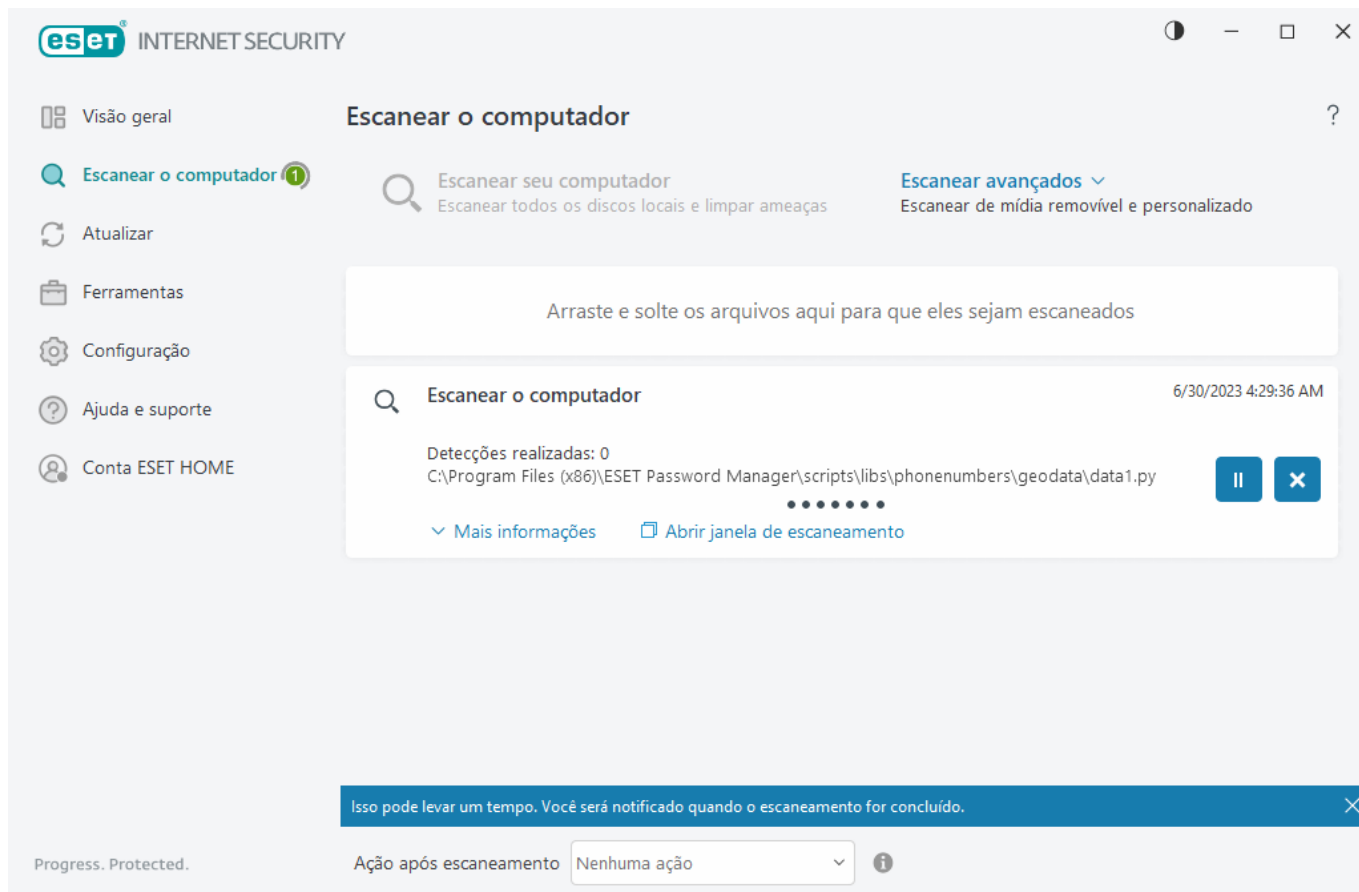 eset® INTERNET SECURITY
Visão geral
Escanear o computador 1
Atualizar
Ferramentas
Configuração
Ajuda e suporte
Conta ESET HOME
Progress. Protected.
Escanear o computador
?
Escanear seu computador
Escanear todos os discos locais e limpar ameaças
Escanear avançados
Escanear de mídia removível e personalizado
Arraste e solte os arquivos aqui para que eles sejam escaneados
Escanear o computador 6/30/2023 4:29:36 AM
Detecções realizadas: 0
C:\Program Files (x86)\ESET Password Manager\scripts\libs\phonenumbers\geodata\data1.py
Mais informações Abrir janela de escaneamento
Isso pode levar um tempo. Você será notificado quando o escaneamento for concluído.
Ação após escaneamento Nenhuma ação